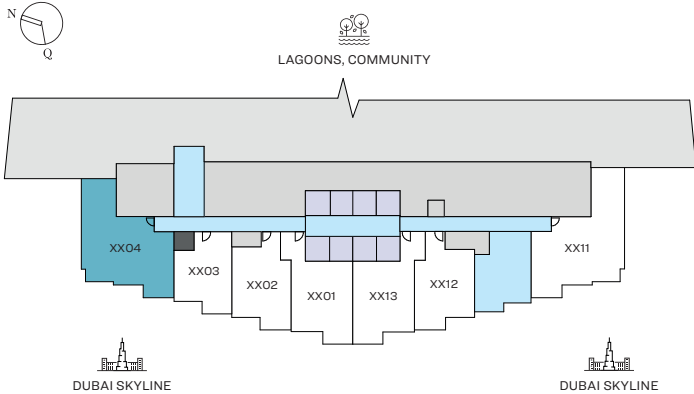 N
Q
LAGOONS, COMMUNITY
XX04
XX03
XX02
XX01
XX13
XX12
XX11
DUBAI SKYLINE
DUBAI SKYLINE